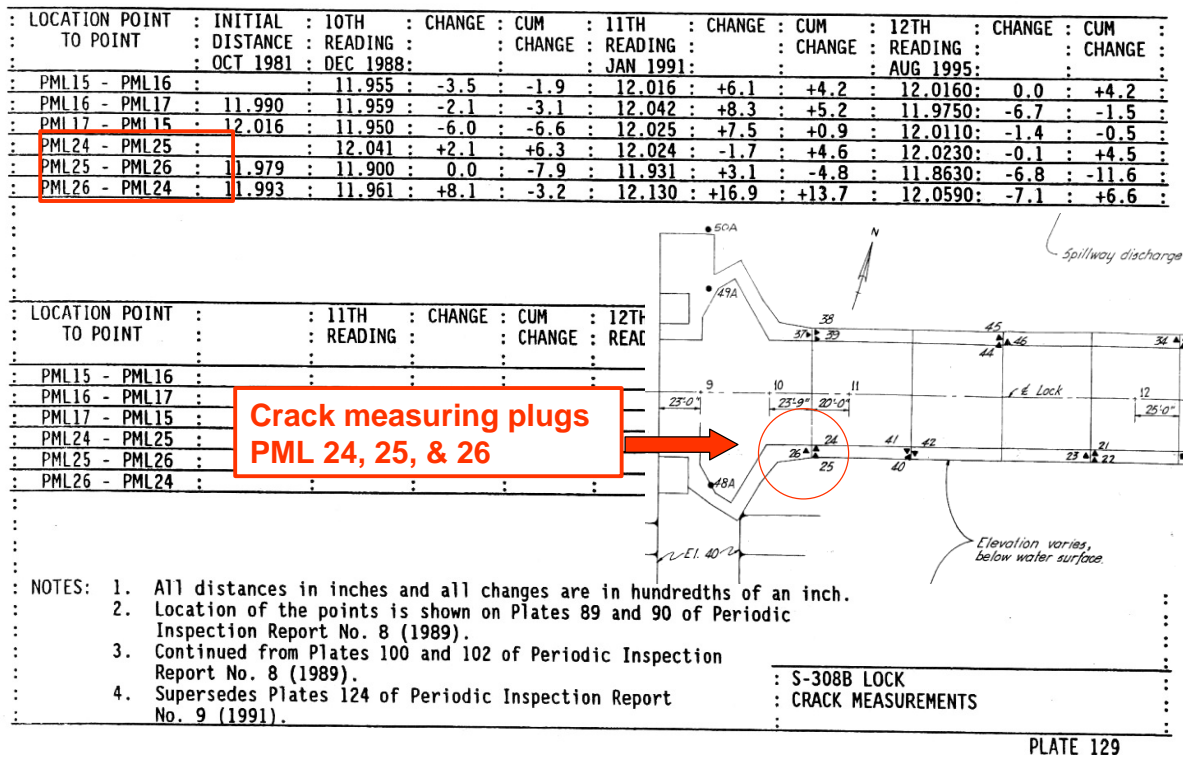 : LOCATION POINT : INITIAL : 10TH : CHANGE : CUM : 11TH : CHANGE : CUM : 12TH : CHANGE : CUM :
: TO POINT : DISTANCE : READING : : CHANGE : READING : : CHANGE : READING : : CHANGE :
: : OCT 1981 : DEC 1988: : : JAN 1991: : : AUG 1995: : :
: PML15 - PML16 : : 11.955 : -3.5 : -1.9 : 12.016 : +6.1 : +4.2 : 12.0160: 0.0 : +4.2 :
: PML16 - PML17 : 11.990 : 11.959 : -2.1 : -3.1 : 12.042 : +8.3 : +5.2 : 11.9750: -6.7 : -1.5 :
: PML17 - PML15 : 12.016 : 11.950 : -6.0 : -6.6 : 12.025 : +7.5 : +0.9 : 12.0110: -1.4 : -0.5 :
: PML24 - PML25 : : 12.041 : +2.1 : +6.3 : 12.024 : -1.7 : +4.6 : 12.0230: -0.1 : +4.5 :
: PML25 - PML26 : 11.979 : 11.900 : 0.0 : -7.9 : 11.931 : +3.1 : -4.8 : 11.8630: -6.8 : -11.6 :
: PML26 - PML24 : 11.993 : 11.961 : +8.1 : -3.2 : 12.130 : +16.9 : +13.7 : 12.0590: -7.1 : +6.6 :
50A
N
Spillway discharge
49A
: LOCATION POINT : : 11TH : CHANGE : CUM : 12TH
: TO POINT : : READING : : CHANGE : READ
: PML15 - PML16 :
: PML16 - PML17 :
: PML17 - PML15 :
: PML24 - PML25 :
: PML25 - PML26 :
: PML26 - PML24 :
Crack measuring plugs
PML 24, 25, & 26
38
37 39
45
44 46
34
9 10 11
℄ Lock
12
23'-0" 23'-9" 20'-0"
25'-0"
24 41 42 21
26 23 22
25 40
48A
El. 40
Elevation varies,
below water surface.
: NOTES: 1. All distances in inches and all changes are in hundredths of an inch.
2. Location of the points is shown on Plates 89 and 90 of Periodic
Inspection Report No. 8 (1989).
3. Continued from Plates 100 and 102 of Periodic Inspection
Report No. 8 (1989).
4. Supersedes Plates 124 of Periodic Inspection Report
No. 9 (1991).
: S-308B LOCK
: CRACK MEASUREMENTS
PLATE 129